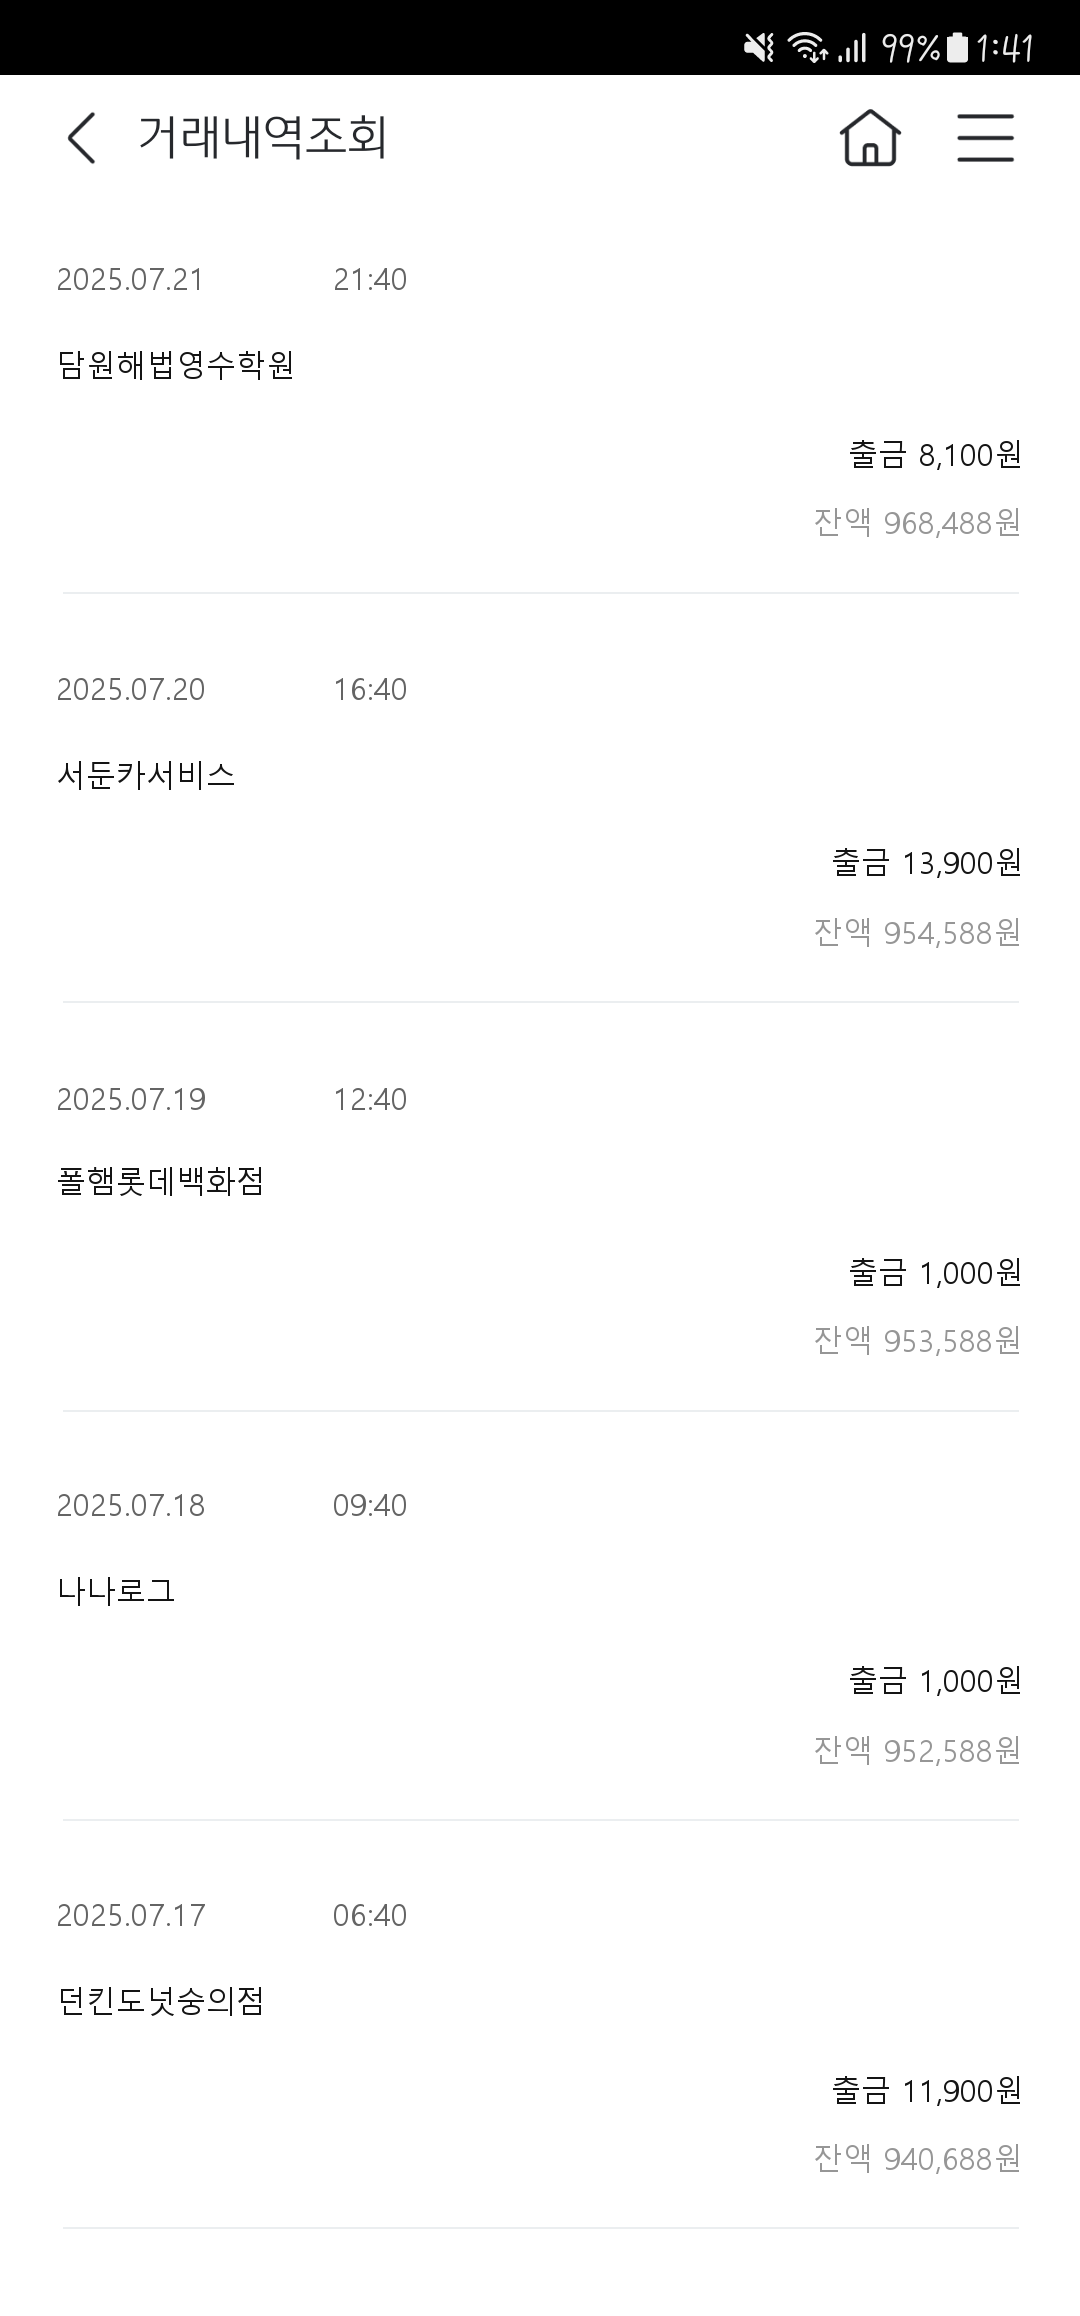 99% 1:41
거래내역조회
2025.07.21 21:40
담원해법영수학원
출금 8,100원
잔액 968,488원
2025.07.20 16:40
서둔카서비스
출금 13,900원
잔액 954,588원
2025.07.19 12:40
폴햄롯데백화점
출금 1,000원
잔액 953,588원
2025.07.18 09:40
나나로그
출금 1,000원
잔액 952,588원
2025.07.17 06:40
던킨도넛숭의점
출금 11,900원
잔액 940,688원